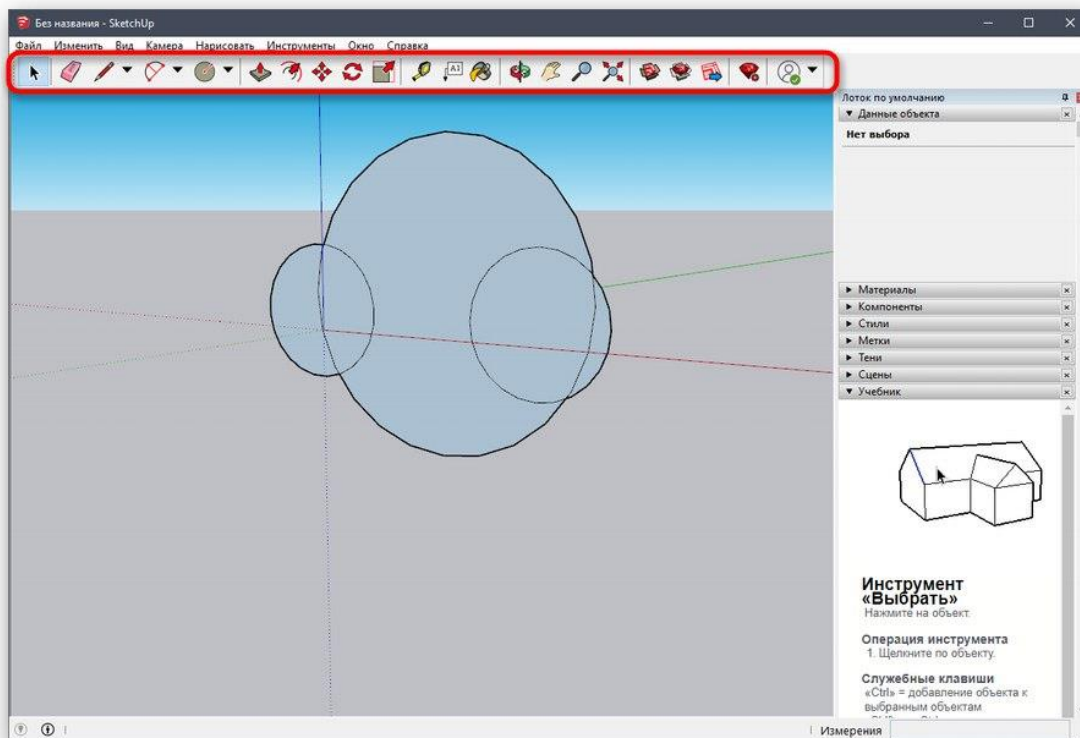 Без названия - SketchUp
Файл Изменить Вид Камера Нарисовать Инструменты Окно Справка
A1
Лоток по умолчанию
Данные объекта
Нет выбора
Материалы
Компоненты
Стили
Метки
Тени
Сцены
Учебник
Инструмент
«Выбрать»
Нажмите на объект.
Операция инструмента
1. Щелкните по объекту.
Служебные клавиши
«Ctrl» = добавление объекта к
выбранным объектам
Измерения